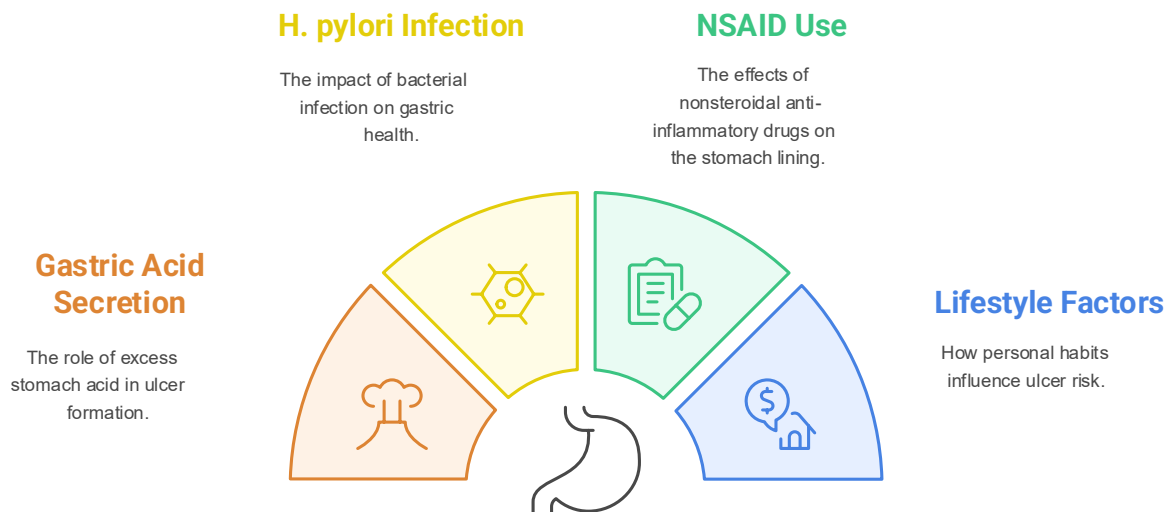 H. pylori Infection
The impact of bacterial
infection on gastric
health.
NSAID Use
The effects of
nonsteroidal anti-
inflammatory drugs on
the stomach lining.
Gastric Acid
Secretion
The role of excess
stomach acid in ulcer
formation.
Lifestyle Factors
How personal habits
influence ulcer risk.
$